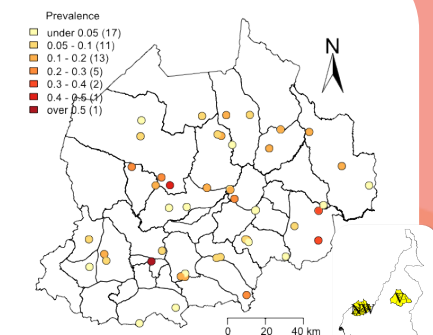 Prevalence
under 0.05 (17)
0.05 - 0.1 (11)
0.1 - 0.2 (13)
0.2 - 0.3 (5)
0.3 - 0.4 (2)
0.4 - 0.5 (1)
over 0.5 (1)
N
NW
V
0 20 40 km